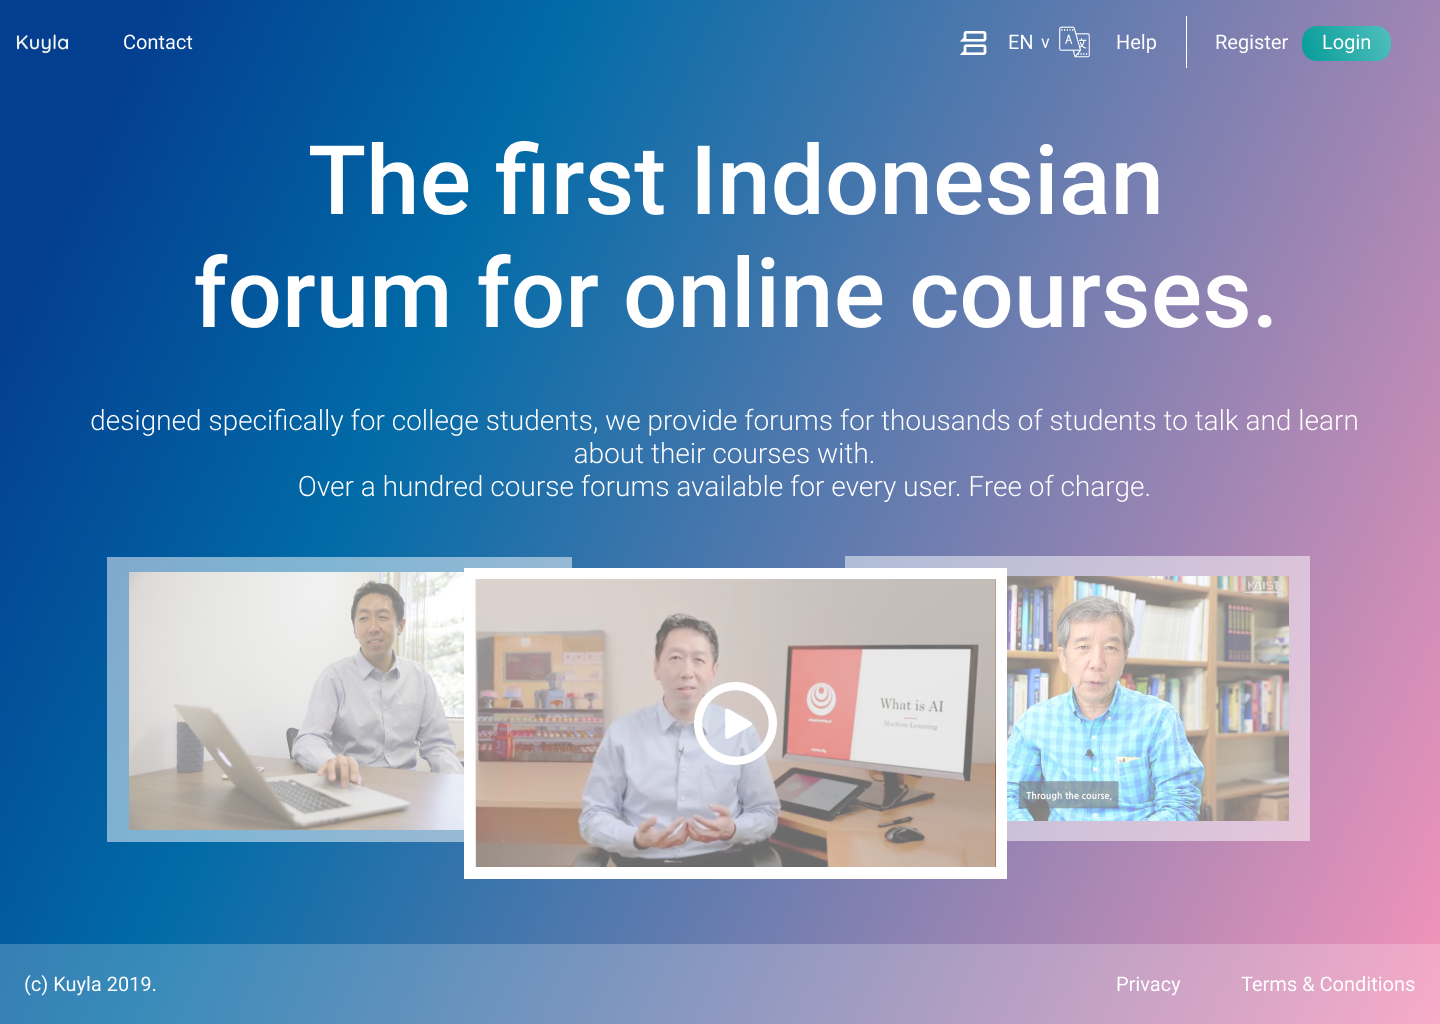 Kuyla Contact EN v A 文 Help Register Login
The first Indonesian
forum for online courses.
designed specifically for college students, we provide forums for thousands of students to talk and learn
about their courses with.
Over a hundred course forums available for every user. Free of charge.
KAIST
What is AI
Machine Learning
Through the course,
(c) Kuyla 2019. Privacy Terms & Conditions